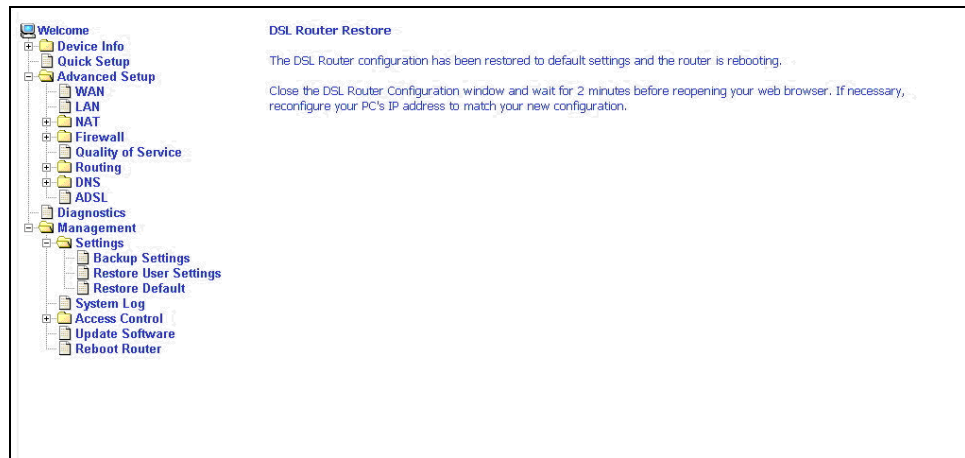 Welcome
Device Info
Quick Setup
Advanced Setup
WAN
LAN
NAT
Firewall
Quality of Service
Routing
DNS
ADSL
Diagnostics
Management
Settings
Backup Settings
Restore User Settings
Restore Default
System Log
Access Control
Update Software
Reboot Router
DSL Router Restore
The DSL Router configuration has been restored to default settings and the router is rebooting.
Close the DSL Router Configuration window and wait for 2 minutes before reopening your web browser. If necessary,
reconfigure your PC's IP address to match your new configuration.